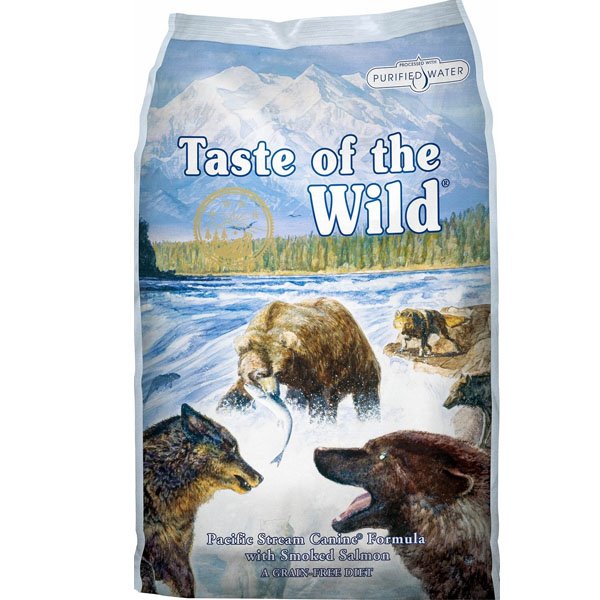 PROCESSED WITH
PURIFIED WATER
Taste of the
Wild®
Pacific Stream Canine® Formula
with Smoked Salmon
A GRAIN-FREE DIET